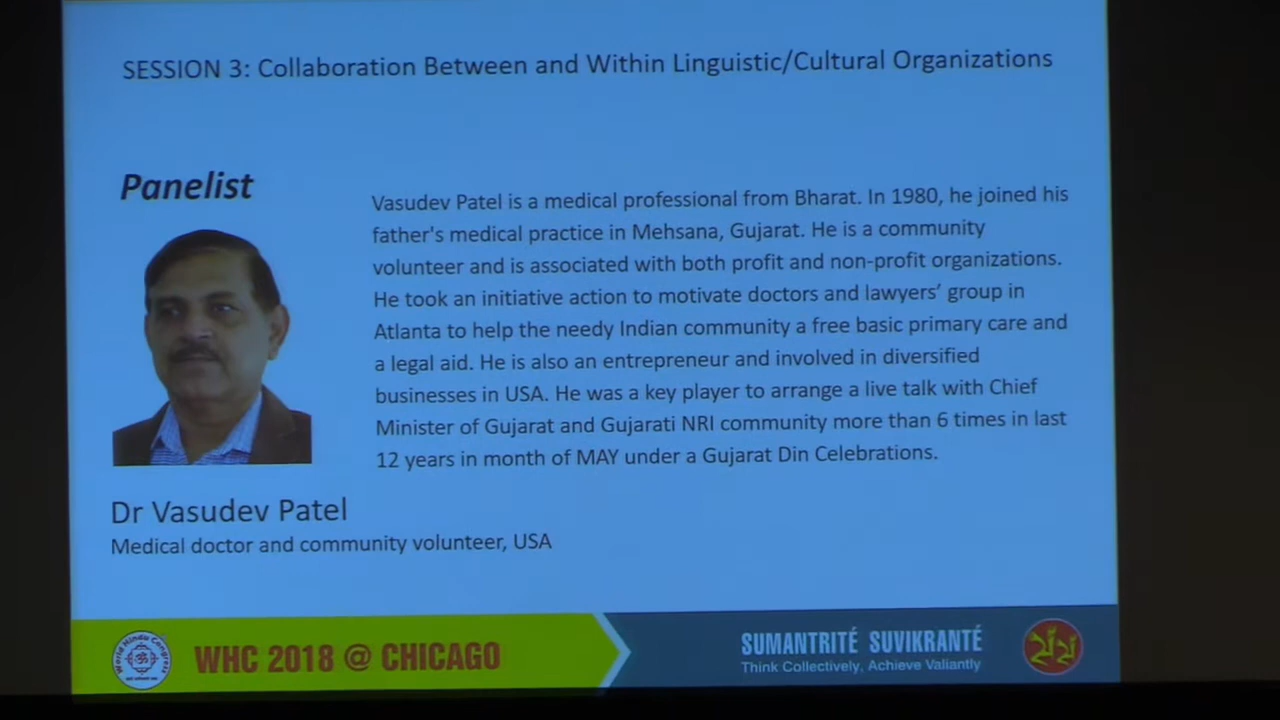 SESSION 3: Collaboration Between and Within Linguistic/Cultural Organizations
Panelist
Vasudev Patel is a medical professional from Bharat. In 1980, he joined his
father's medical practice in Mehsana, Gujarat. He is a community
volunteer and is associated with both profit and non-profit organizations.
He took an initiative action to motivate doctors and lawyers’ group in
Atlanta to help the needy Indian community a free basic primary care and
a legal aid. He is also an entrepreneur and involved in diversified
businesses in USA. He was a key player to arrange a live talk with Chief
Minister of Gujarat and Gujarati NRI community more than 6 times in last
12 years in month of MAY under a Gujarat Din Celebrations.
Dr Vasudev Patel
Medical doctor and community volunteer, USA
World Hindu Congress
WHC 2018 @ CHICAGO
SUMANTRITÉ SUVIKRANTÉ
Think Collectively, Achieve Valiantly